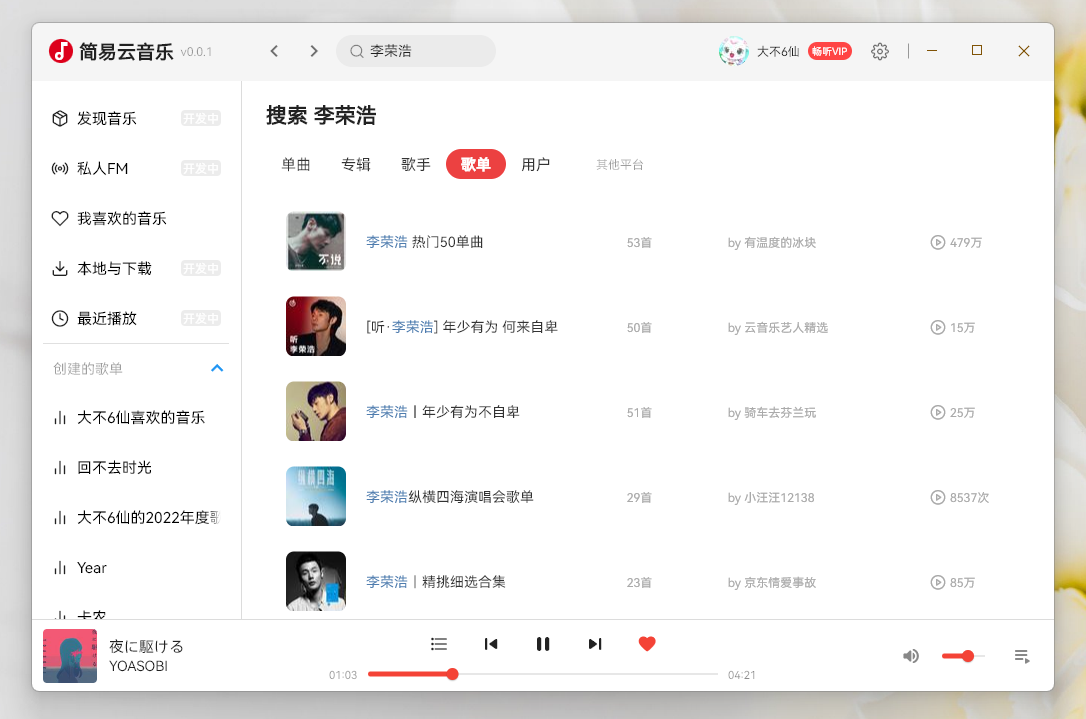 简易云音乐 v0.0.1
李荣浩
大不6仙 畅听VIP
发现音乐 开发中
私人FM 开发中
我喜欢的音乐
本地与下载 开发中
最近播放 开发中
创建的歌单
大不6仙喜欢的音乐
回不去时光
大不6仙的2022年度歌
Year
搜索 李荣浩
单曲 专辑 歌手 歌单 用户 其他平台
不说
李荣浩 热门50单曲 53首 by 有温度的冰块 479万
听
李荣浩
[听·李荣浩] 年少有为 何来自卑 50首 by 云音乐艺人精选 15万
李荣浩丨年少有为不自卑 51首 by 骑车去芬兰玩 25万
纵横四海
李荣浩纵横四海演唱会歌单 29首 by 小汪汪12138 8537次
李荣浩丨精挑细选合集 23首 by 京东情爱事故 85万
夜に駆ける
YOASOBI
01:03 04:21